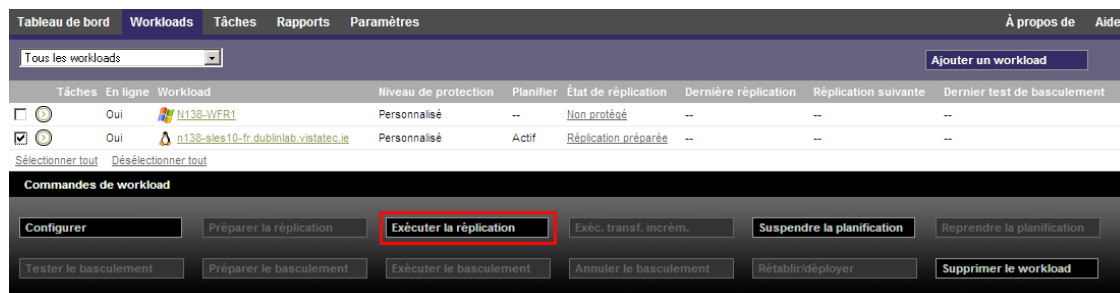 Tableau de bord Workloads Tâches Rapports Paramètres À propos de Aide
Tous les workloads Ajouter un workload
Tâches En ligne Workload Niveau de protection Planifier État de réplication Dernière réplication Réplication suivante Dernier test de basculement
Oui N138-WFR1 Personnalisé -- Non protégé -- -- --
Oui n138-sles10-fr.dublinlab.vistatec.ie Personnalisé Actif Réplication préparée -- -- --
Sélectionner tout Désélectionner tout
Commandes de workload
Configurer Préparer la réplication Exécuter la réplication Exéc. transf. incrém. Suspendre la planification Reprendre la planification
Tester le basculement Préparer le basculement Exécuter le basculement Annuler le basculement Rétablir/déployer Supprimer le workload